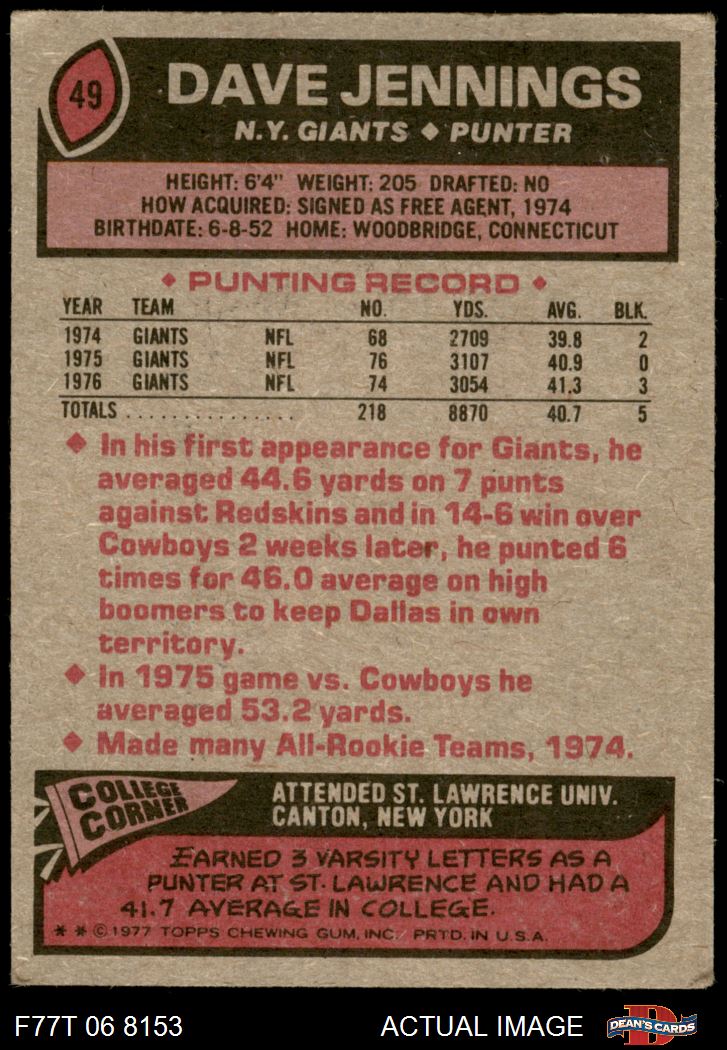 49
DAVE JENNINGS
N.Y. GIANTS ◆ PUNTER
HEIGHT: 6'4" WEIGHT: 205 DRAFTED: NO
HOW ACQUIRED: SIGNED AS FREE AGENT, 1974
BIRTHDATE: 6-8-52 HOME: WOODBRIDGE, CONNECTICUT
◆ PUNTING RECORD ◆
YEAR TEAM NO. YDS. AVG. BLK.
1974 GIANTS NFL 68 2709 39.8 2
1975 GIANTS NFL 76 3107 40.9 0
1976 GIANTS NFL 74 3054 41.3 3
TOTALS . . . . . . . . . . . . . . . 218 8870 40.7 5
◆ In his first appearance for Giants, he
averaged 44.6 yards on 7 punts
against Redskins and in 14-6 win over
Cowboys 2 weeks later, he punted 6
times for 46.0 average on high
boomers to keep Dallas in own
territory.
◆ In 1975 game vs. Cowboys he
averaged 53.2 yards.
◆ Made many All-Rookie Teams, 1974.
COLLEGE
CORNER
ATTENDED ST. LAWRENCE UNIV.
CANTON, NEW YORK
EARNED 3 VARSITY LETTERS AS A
PUNTER AT ST. LAWRENCE AND HAD A
41.7 AVERAGE IN COLLEGE.
* * © 1977 TOPPS CHEWING GUM, INC. PRTD. IN U.S.A.
F77T 06 8153 ACTUAL IMAGE
D
DEAN'S CARDS